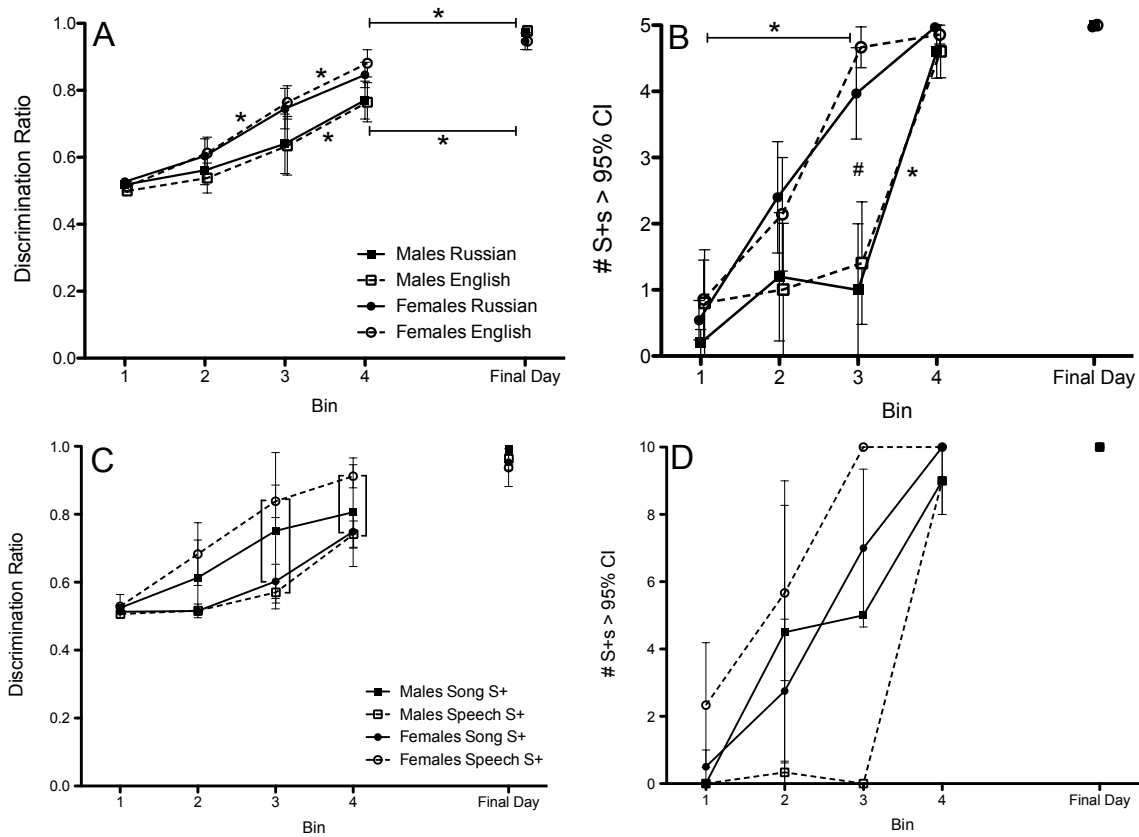 A
Discrimination Ratio
1.0
0.8
0.6
0.4
0.2
0.0
*
*
*
*
*
Males Russian
Males English
Females Russian
Females English
1 2 3 4 Final Day
Bin
B
# S+s > 95% CI
5
4
3
2
1
0
*
#
*
1 2 3 4 Final Day
Bin
C
Discrimination Ratio
1.0
0.8
0.6
0.4
0.2
0.0
Males Song S+
Males Speech S+
Females Song S+
Females Speech S+
1 2 3 4 Final Day
Bin
D
# S+s > 95% CI
10
8
6
4
2
0
1 2 3 4 Final Day
Bin